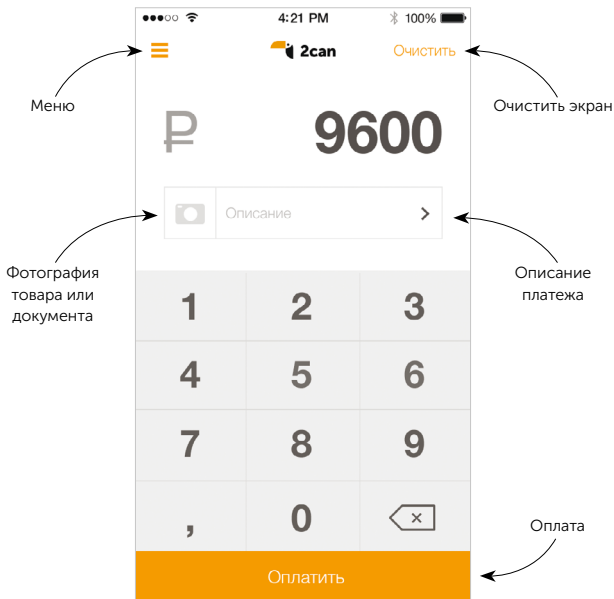 4:21 PM 100%
2can Очистить
Меню
Очистить экран
₽ 9600
Описание
Фотография
товара или
документа
Описание
платежа
1 2 3
4 5 6
7 8 9
, 0
Оплата
Оплатить